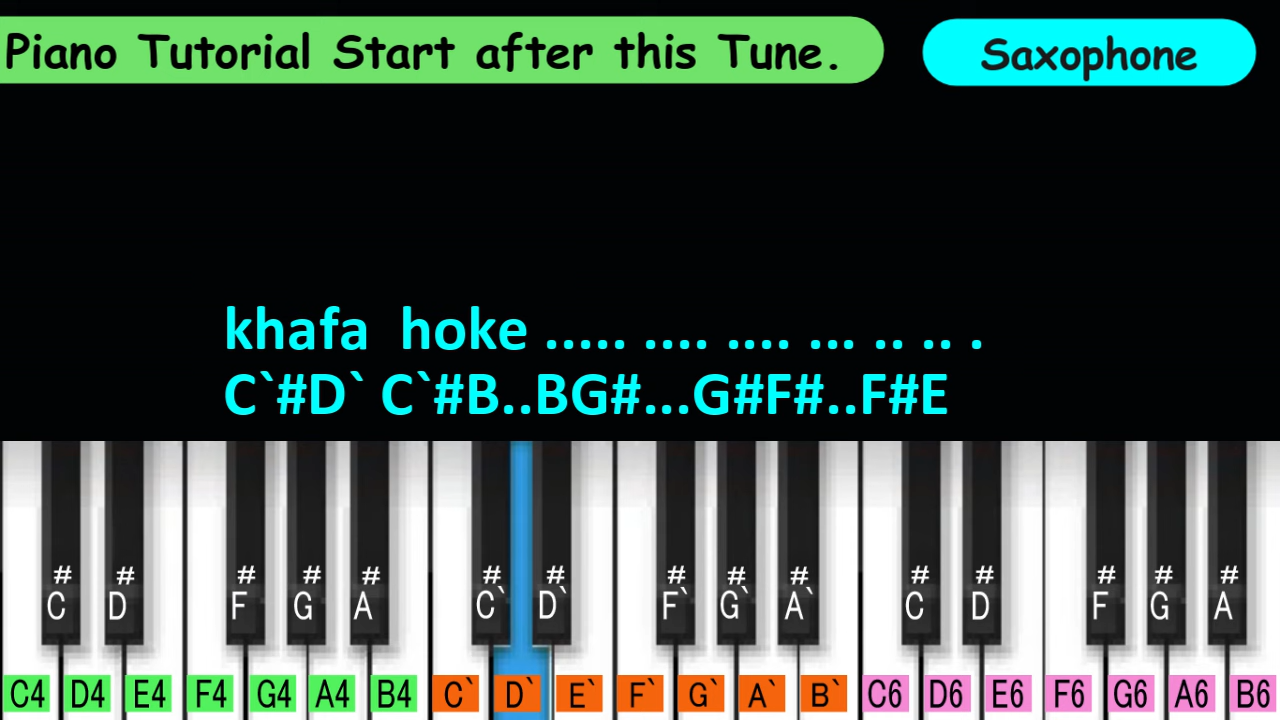 Piano Tutorial Start after this Tune. Saxophone
khafa hoke ..... .... .... ... .. .. .
C`#D` C`#B..BG#...G#F#..F#E
# # # # # # # # # # # # # # #
C D F G A C` D` F` G` A` C D F G A
C4 D4 E4 F4 G4 A4 B4 C` D` E` F` G` A` B` C6 D6 E6 F6 G6 A6 B6